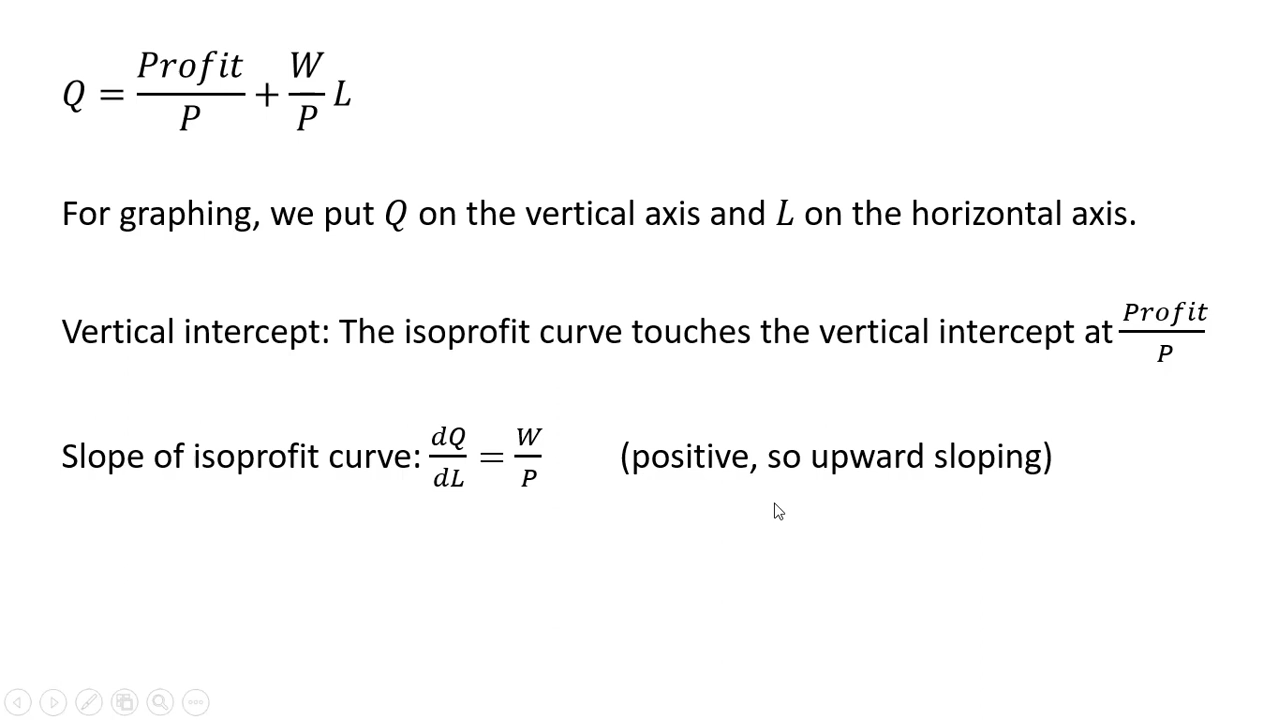 Q = Profit/P + W/P L
For graphing, we put Q on the vertical axis and L on the horizontal axis.
Vertical intercept: The isoprofit curve touches the vertical intercept at Profit/P
Slope of isoprofit curve: dQ/dL = W/P (positive, so upward sloping)